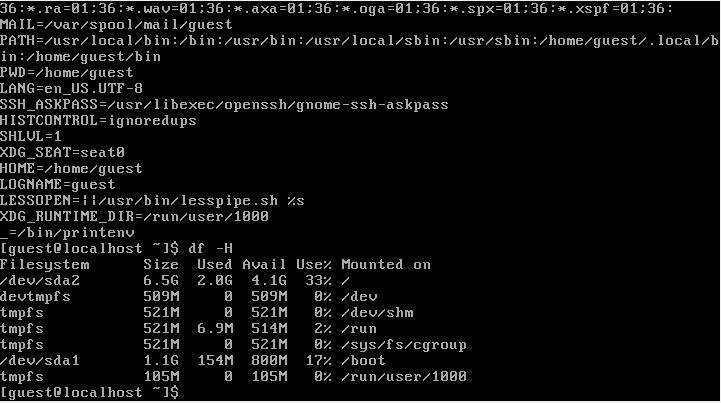 36:*.ra=01;36:*.wav=01;36:*.axa=01;36:*.oga=01;36:*.spx=01;36:*.xspf=01;36:
MAIL=/var/spool/mail/guest
PATH=/usr/local/bin:/bin:/usr/bin:/usr/local/sbin:/usr/sbin:/home/guest/.local/b
in:/home/guest/bin
PWD=/home/guest
LANG=en_US.UTF-8
SSH_ASKPASS=/usr/libexec/openssh/gnome-ssh-askpass
HISTCONTROL=ignoredups
SHLVL=1
XDG_SEAT=seat0
HOME=/home/guest
LOGNAME=guest
LESSOPEN=||/usr/bin/lesspipe.sh %s
XDG_RUNTIME_DIR=/run/user/1000
_=/bin/printenv
[guest@localhost ~]$ df -H
Filesystem      Size  Used Avail Use% Mounted on
/dev/sda2       6.5G  2.0G  4.1G  33% /
devtmpfs        509M     0  509M   0% /dev
tmpfs           521M     0  521M   0% /dev/shm
tmpfs           521M  6.9M  514M   2% /run
tmpfs           521M     0  521M   0% /sys/fs/cgroup
/dev/sda1       1.1G  154M  800M  17% /boot
tmpfs           105M     0  105M   0% /run/user/1000
[guest@localhost ~]$